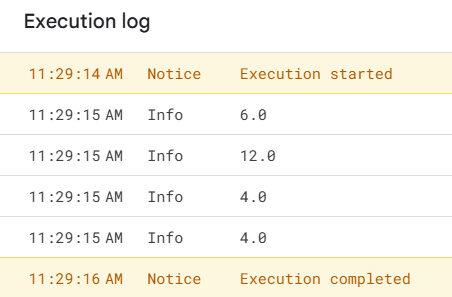 Execution log
11:29:14 AM Notice Execution started
11:29:15 AM Info 6.0
11:29:15 AM Info 12.0
11:29:15 AM Info 4.0
11:29:15 AM Info 4.0
11:29:16 AM Notice Execution completed